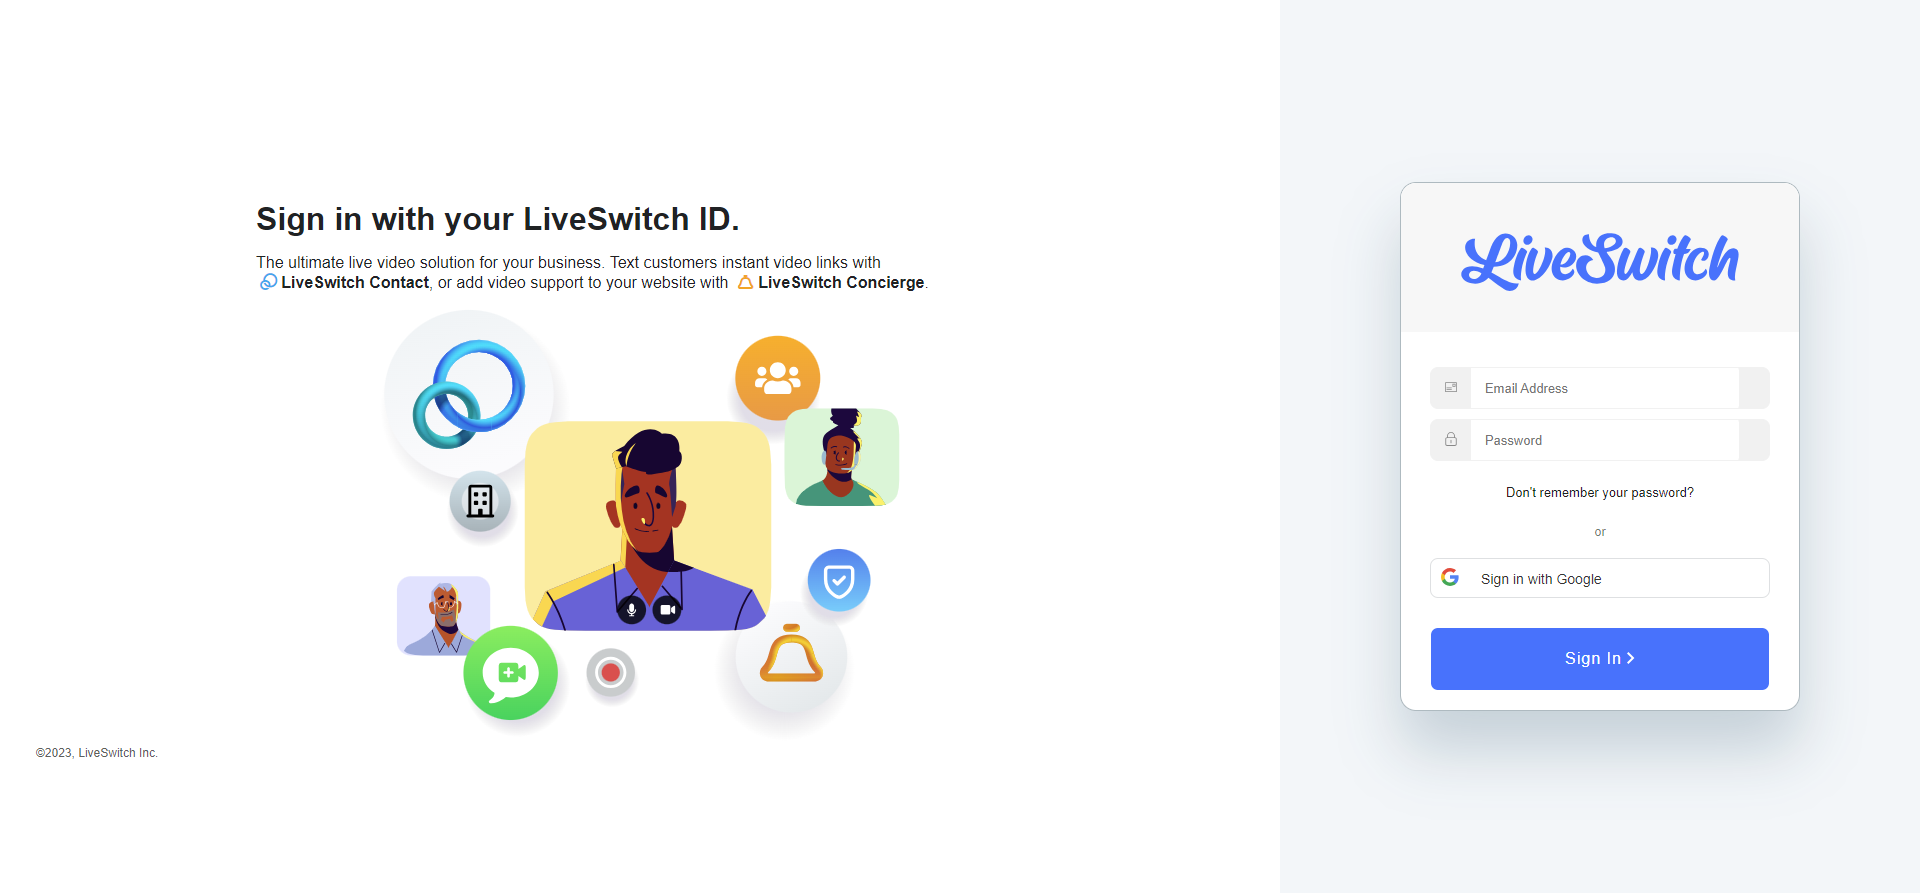 Sign in with your LiveSwitch ID.
The ultimate live video solution for your business. Text customers instant video links with
LiveSwitch Contact, or add video support to your website with LiveSwitch Concierge.
©2023, LiveSwitch Inc.
LiveSwitch
Email Address
Password
Don't remember your password?
or
Sign in with Google
Sign In